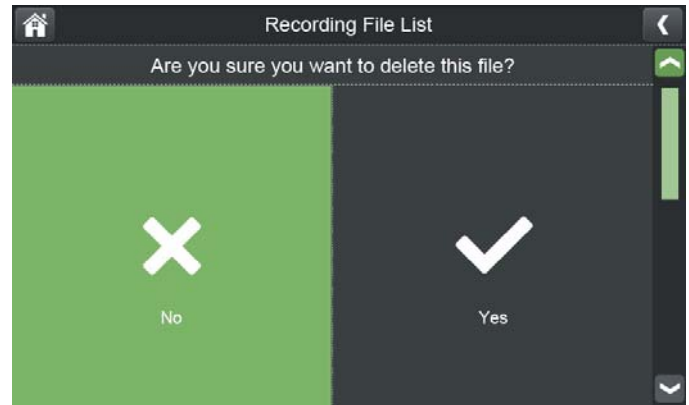 Recording File List
Are you sure you want to delete this file?
No
Yes